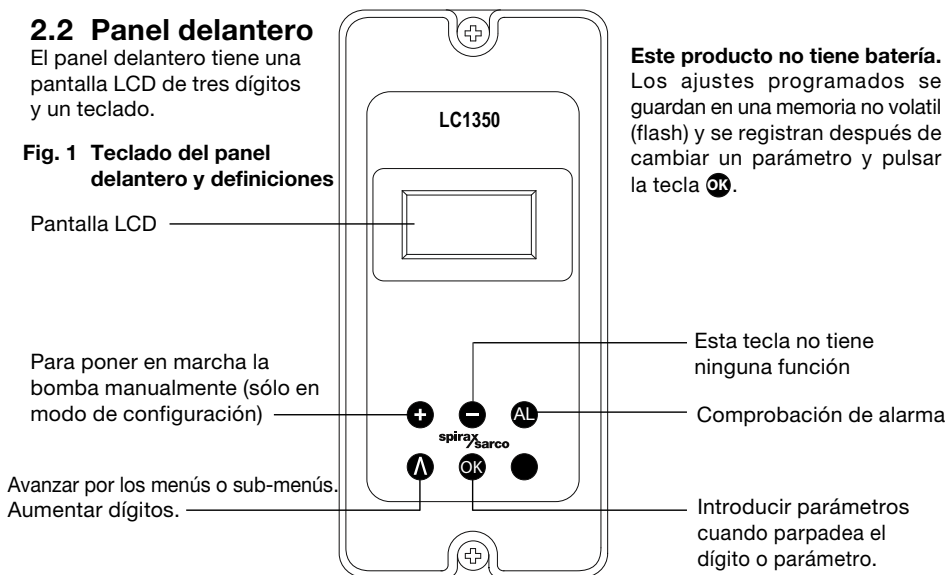 2.2 Panel delantero
El panel delantero tiene una
pantalla LCD de tres dígitos
y un teclado.
Fig. 1 Teclado del panel
delantero y definiciones
Pantalla LCD
Para poner en marcha la
bomba manualmente (sólo en
modo de configuración)
Avanzar por los menús o sub-menús.
Aumentar dígitos.
LC1350
+ − AL
spirax/sarco
Λ OK
Este producto no tiene batería.
Los ajustes programados se
guardan en una memoria no volatil
(flash) y se registran después de
cambiar un parámetro y pulsar
la tecla OK.
Esta tecla no tiene
ninguna función
Comprobación de alarma
Introducir parámetros
cuando parpadea el
dígito o parámetro.